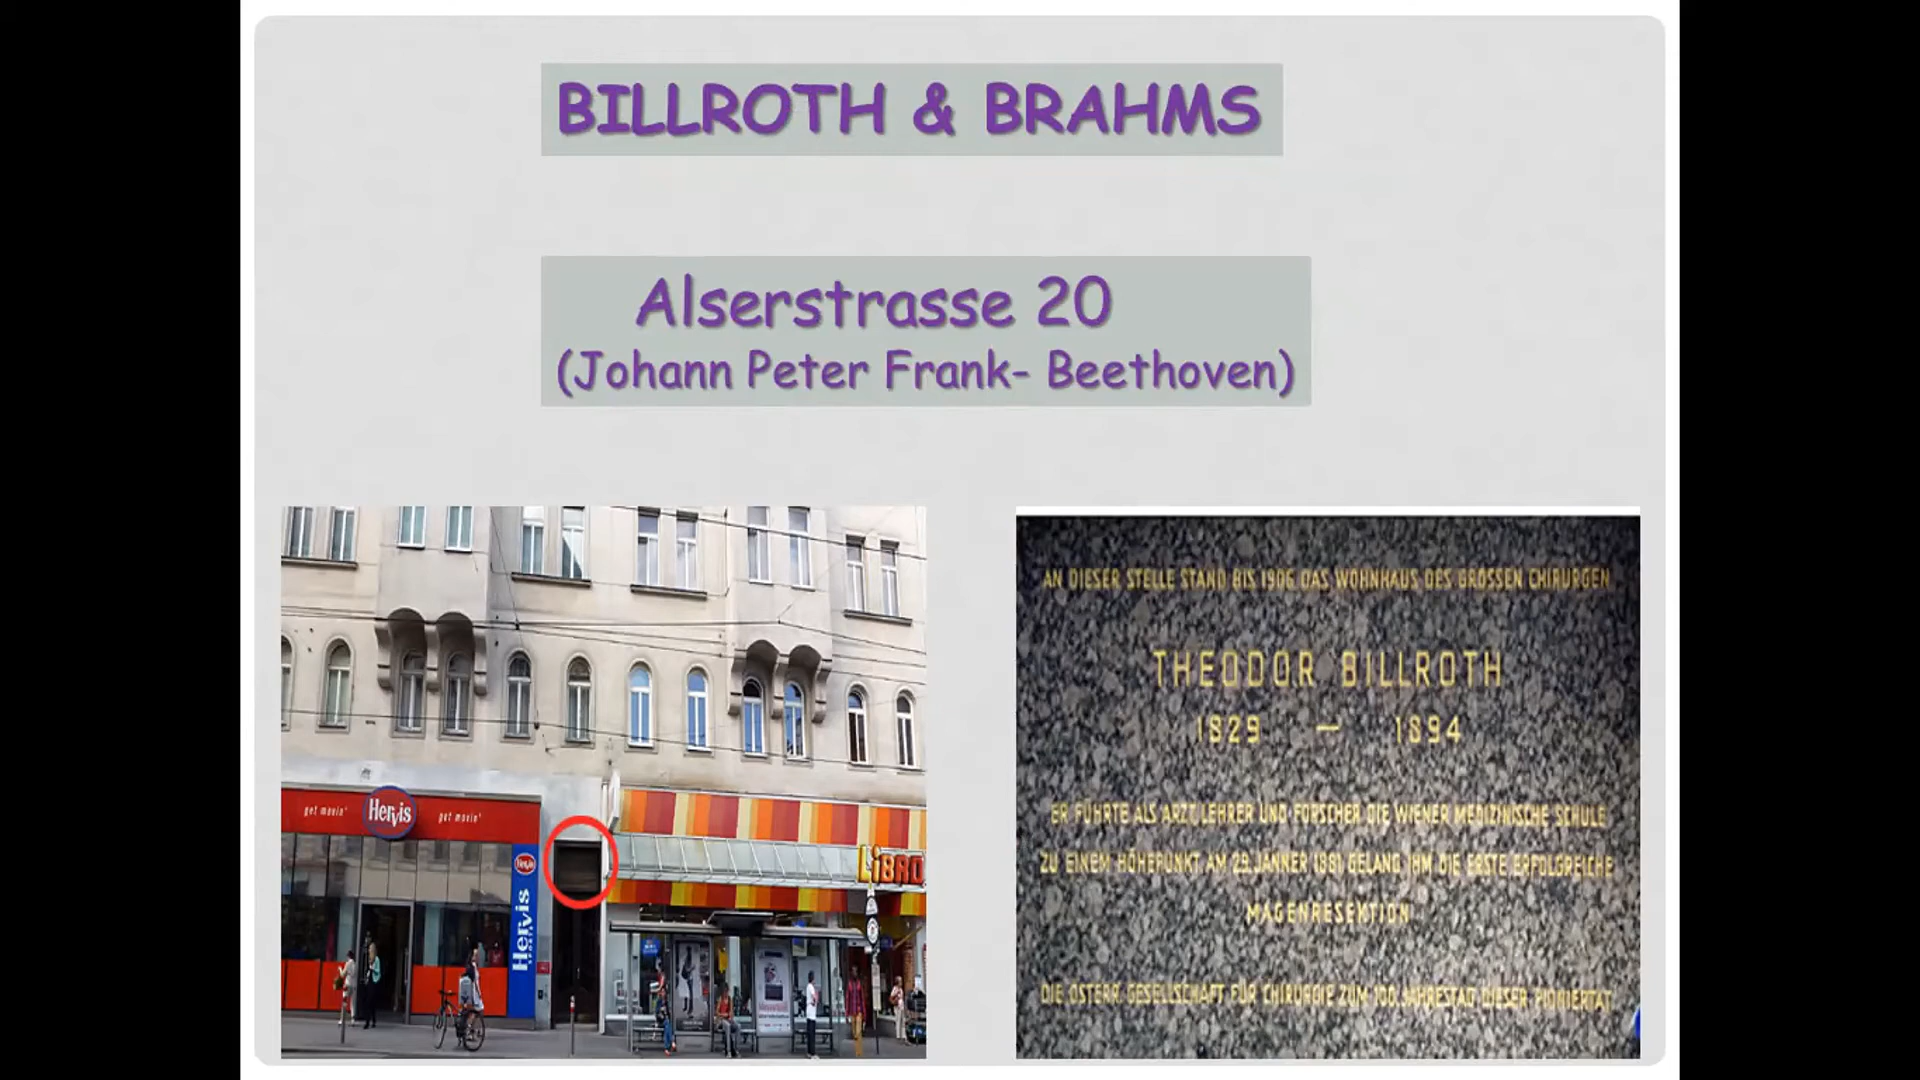 BILLROTH & BRAHMS
Alserstrasse 20
(Johann Peter Frank- Beethoven)
get movin'
Hervis
get movin'
Hervis
Hervis
LiBRO
AN DIESER STELLE STAND BIS 1906 DAS WOHNHAUS DES GROSSEN CHIRURGEN
THEODOR BILLROTH
1829 — 1894
ER FÜHRTE ALS ARZT, LEHRER UND FORSCHER DIE WIENER MEDIZINISCHE SCHULE
ZU EINEM HÖHEPUNKT AM 29. JÄNNER 1881 GELANG IHM DIE ERSTE ERFOLGREICHE
MAGENRESEKTION
DIE ÖSTERR. GESELLSCHAFT FÜR CHIRURGIE ZUM 100. JAHRESTAG DIESER PIONIERTAT